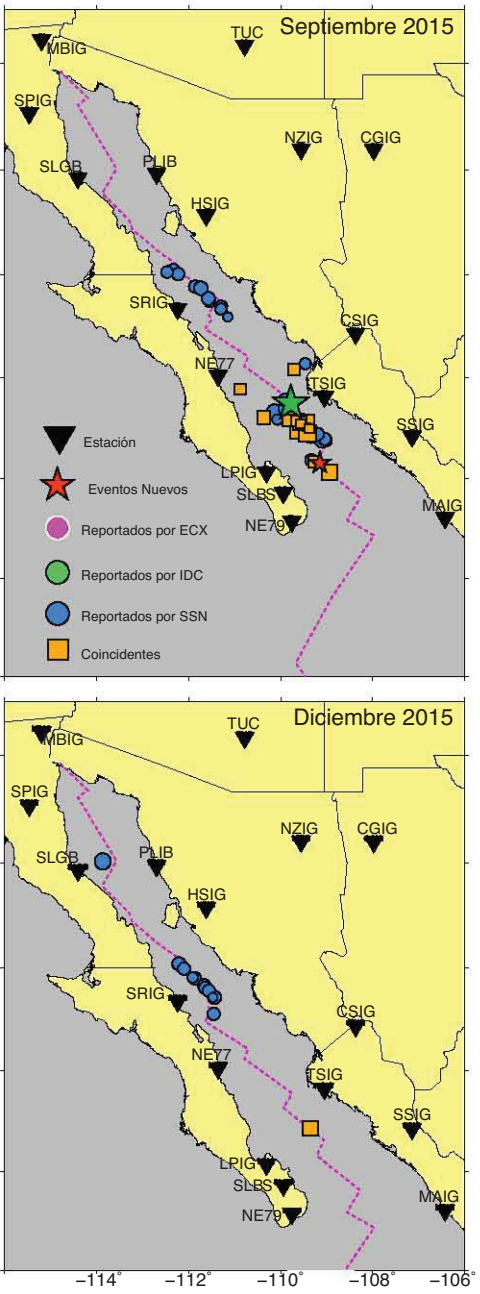 Septiembre 2015
TUC
MBIG
SPIG
NZIG
CGIG
SLGB
PLIB
HSIG
SRIG
CSIG
NE77
TSIG
SSIG
LPIG
SLBS
NE79
MAIG
Estación
Eventos Nuevos
Reportados por ECX
Reportados por IDC
Reportados por SSN
Coincidentes
Diciembre 2015
TUC
MBIG
SPIG
NZIG
CGIG
SLGB
PLIB
HSIG
SRIG
CSIG
NE77
TSIG
SSIG
LPIG
SLBS
NE79
MAIG
−114˚ −112˚ −110˚ −108˚ −106˚